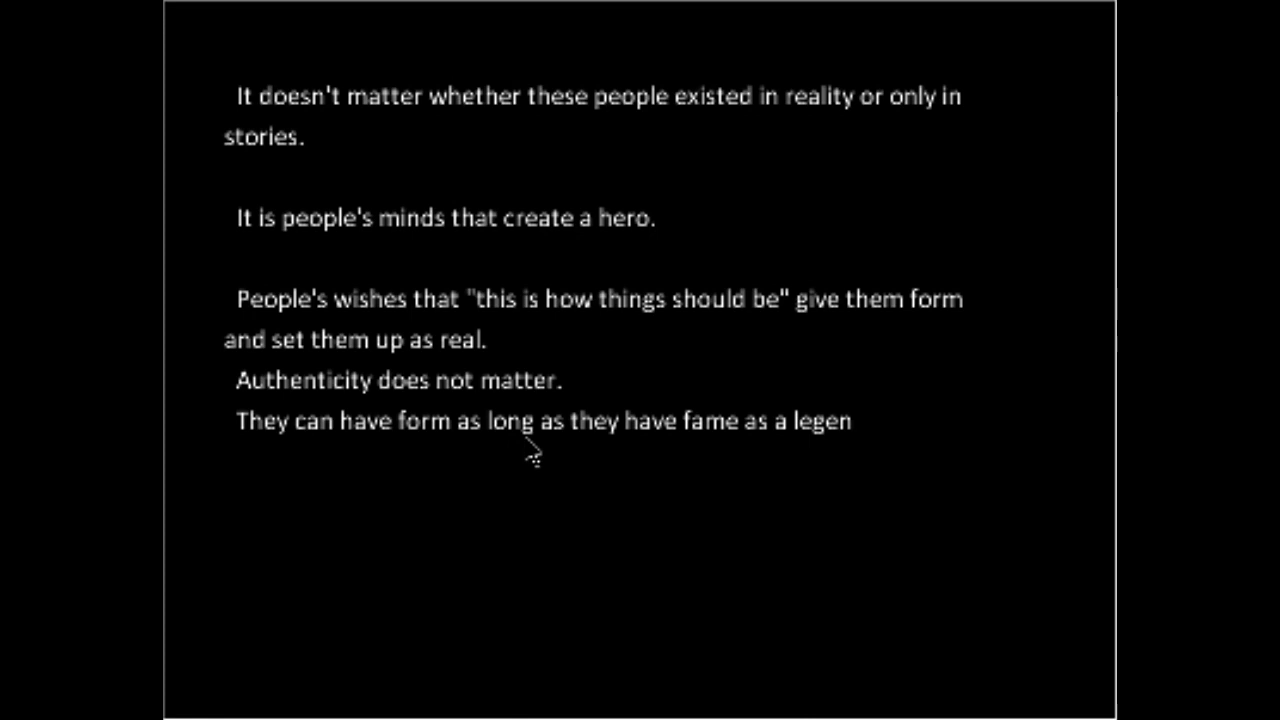 It doesn't matter whether these people existed in reality or only in
stories.
It is people's minds that create a hero.
People's wishes that "this is how things should be" give them form
and set them up as real.
Authenticity does not matter.
They can have form as long as they have fame as a legen